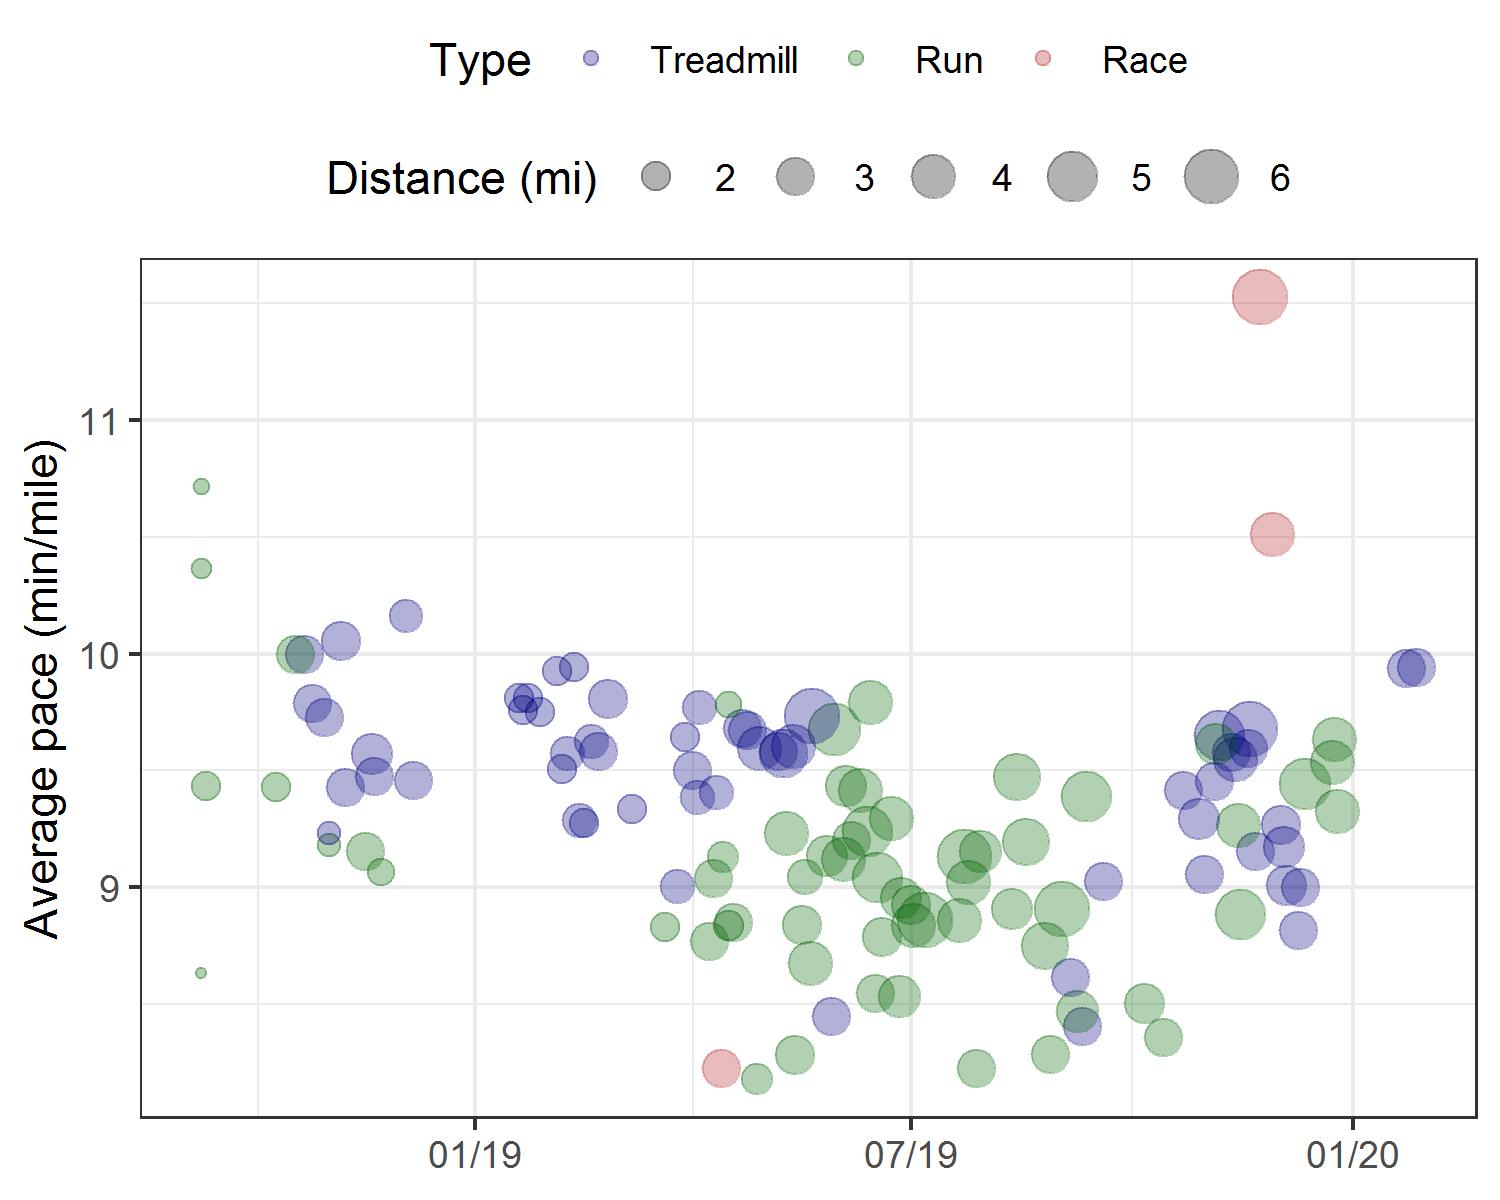 Type Treadmill Run Race
Distance (mi) 2 3 4 5 6
Average pace (min/mile)
11
10
9
01/19 07/19 01/20